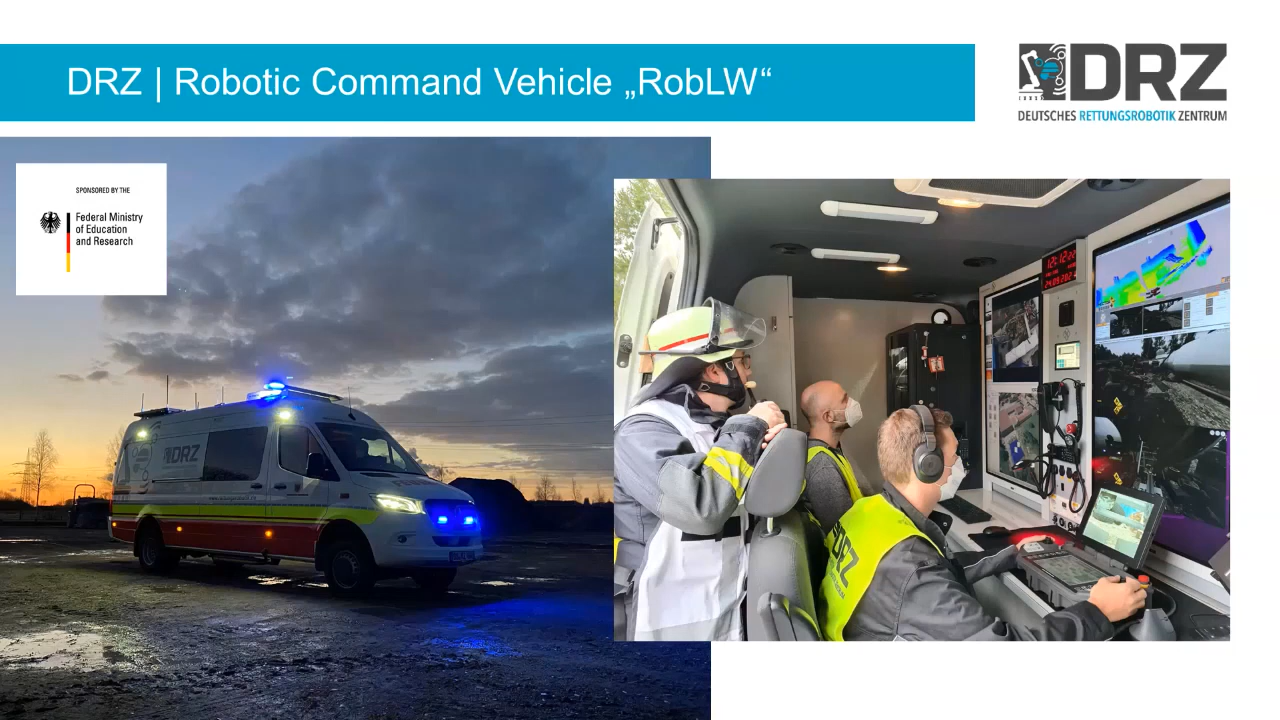 DRZ | Robotic Command Vehicle „RobLW“
DRZ
DEUTSCHES RETTUNGSROBOTIK ZENTRUM
SPONSORED BY THE
Federal Ministry
of Education
and Research
DRZ
DRZ